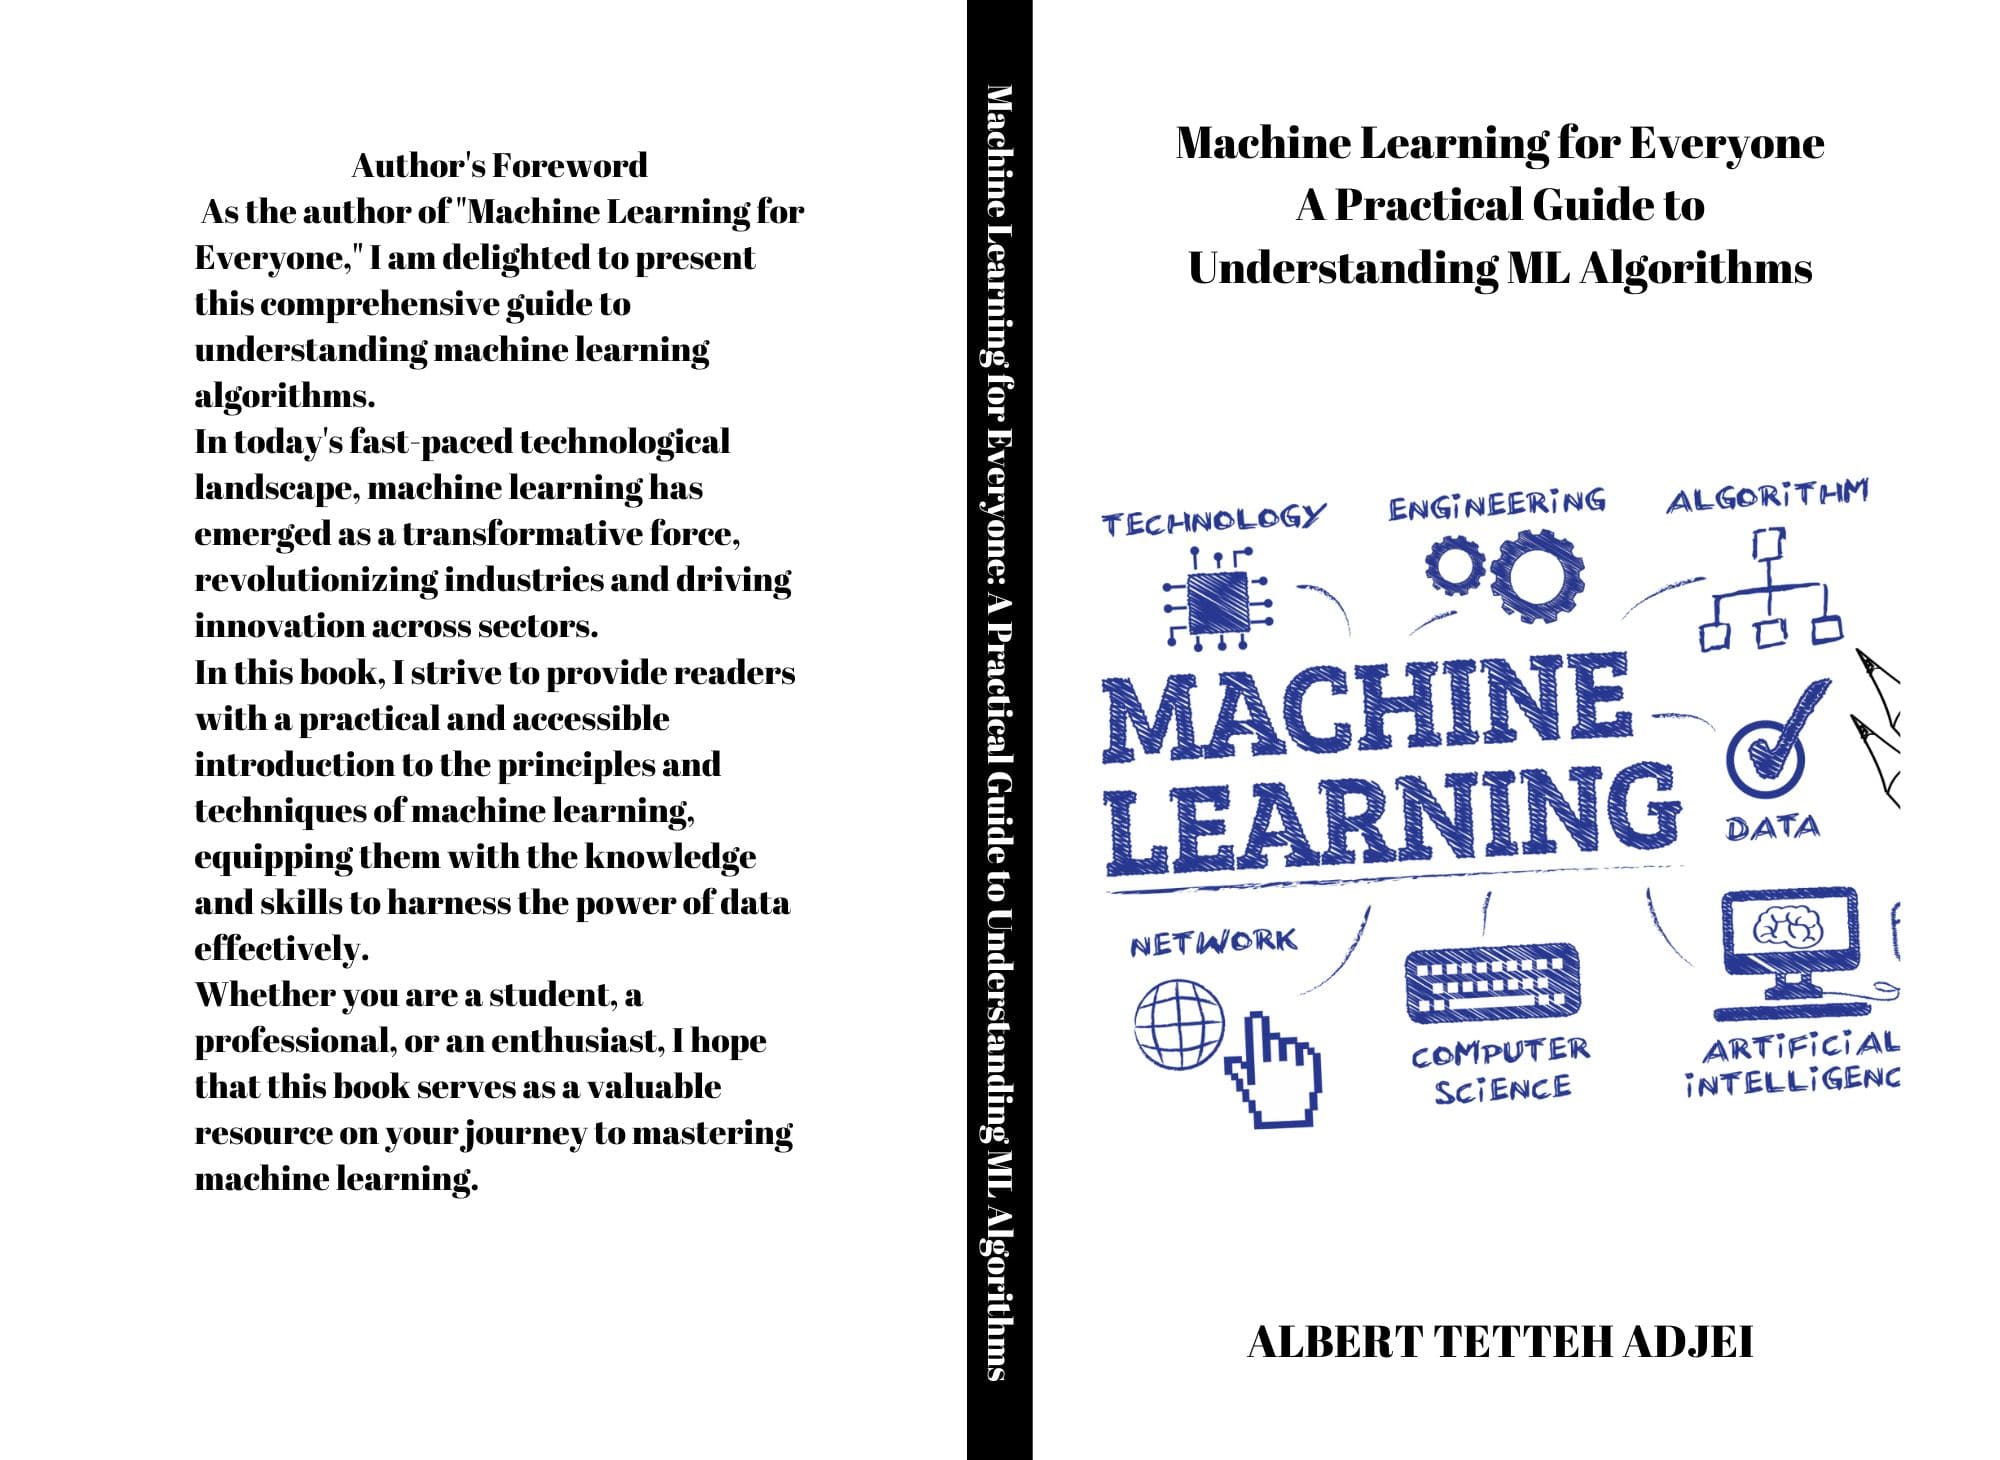 Author's Foreword
As the author of "Machine Learning for
Everyone," I am delighted to present
this comprehensive guide to
understanding machine learning
algorithms.
In today's fast-paced technological
landscape, machine learning has
emerged as a transformative force,
revolutionizing industries and driving
innovation across sectors.
In this book, I strive to provide readers
with a practical and accessible
introduction to the principles and
techniques of machine learning,
equipping them with the knowledge
and skills to harness the power of data
effectively.
Whether you are a student, a
professional, or an enthusiast, I hope
that this book serves as a valuable
resource on your journey to mastering
machine learning.
Machine Learning for Everyone: A Practical Guide to Understanding ML Algorithms
Machine Learning for Everyone
A Practical Guide to
Understanding ML Algorithms
TECHNOLOGY
ENGiNEERiNG
ALGORiTHM
MACHINE
LEARNING
DATA
NETWORK
COMPUTER
SCiENCE
ARTiFiCiAL
iNTELLiGENC
ALBERT TETTEH ADJEI